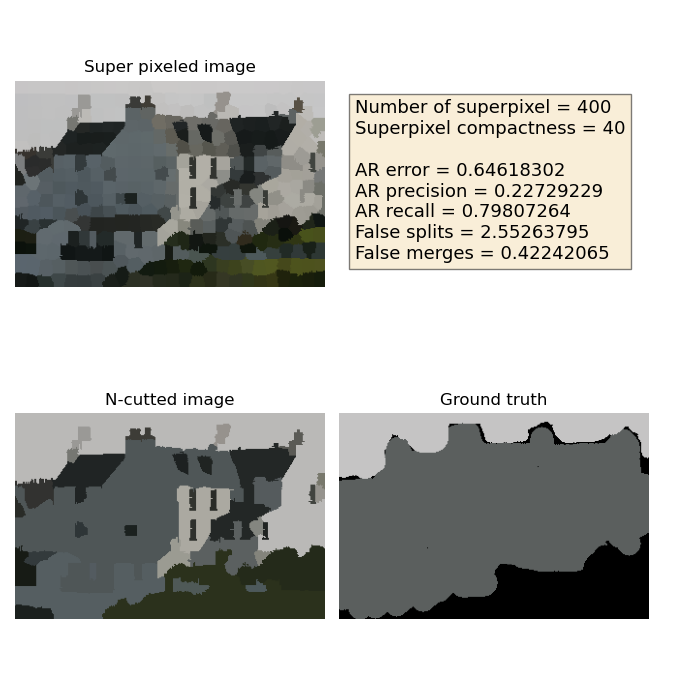 Super pixeled image
Number of superpixel = 400
Superpixel compactness = 40
AR error = 0.64618302
AR precision = 0.22729229
AR recall = 0.79807264
False splits = 2.55263795
False merges = 0.42242065
N-cutted image
Ground truth